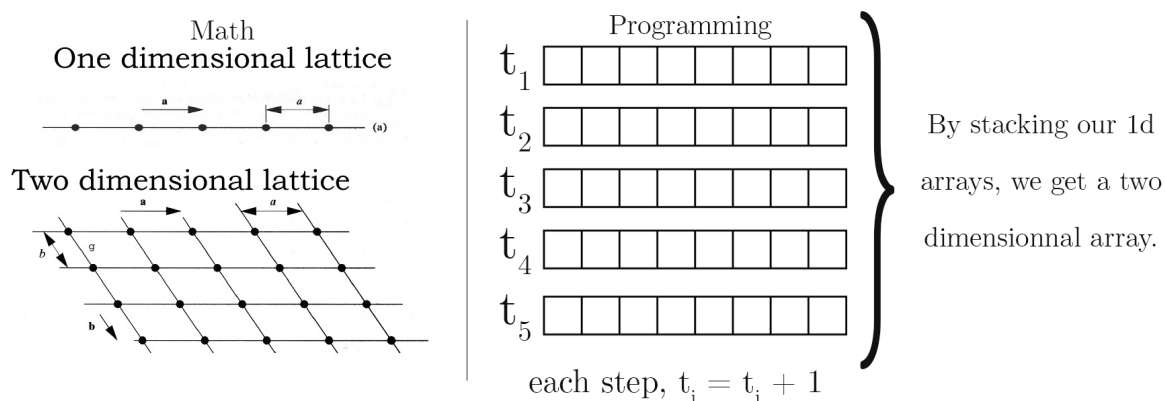 Math
One dimensional lattice
a
a
(a)
Two dimensional lattice
a
a
b
g
b
Programming
t₁
t₂
t₃
t₄
t₅
each step, tᵢ = tᵢ + 1
By stacking our 1d
arrays, we get a two
dimensionnal array.